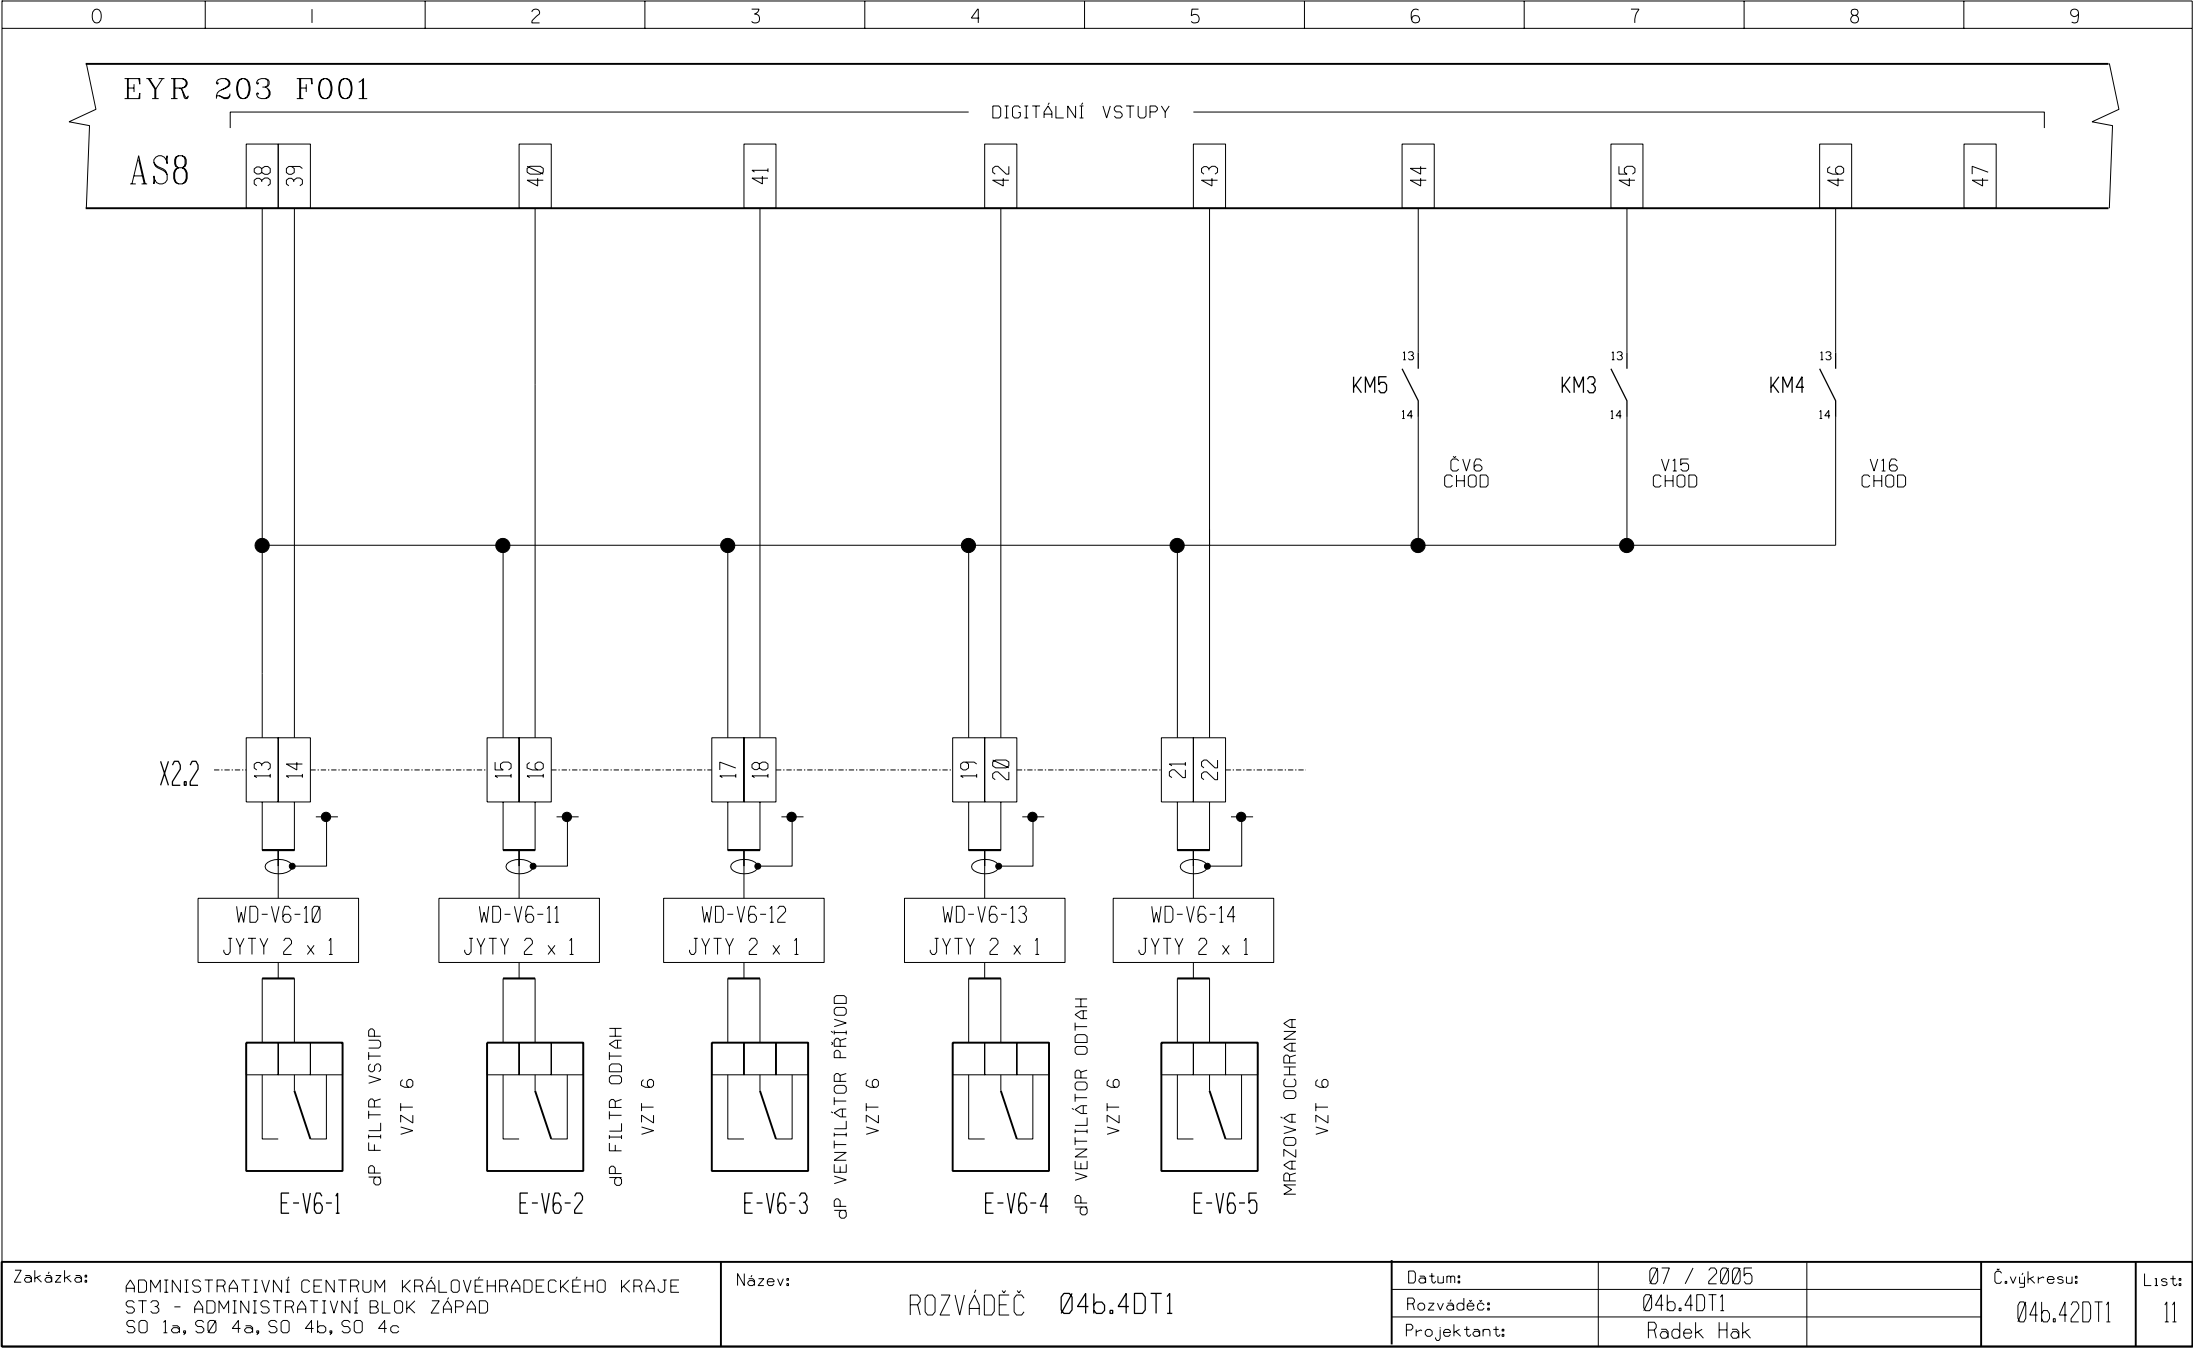 0 1 2 3 4 5 6 7 8 9
EYR 203 F001
DIGITÁLNÍ VSTUPY
AS8
38 39 40 41 42 43 44 45 46 47
13 13 13
KM5 KM3 KM4
14 14 14
ČV6 V15 V16
CHOD CHOD CHOD
X2.2 13 14 15 16 17 18 19 20 21 22
WD-V6-10 WD-V6-11 WD-V6-12 WD-V6-13 WD-V6-14
JYTY 2 x 1 JYTY 2 x 1 JYTY 2 x 1 JYTY 2 x 1 JYTY 2 x 1
dP FILTR VSTUP
VZT 6
dP FILTR ODTAH
VZT 6
dP VENTILÁTOR PŘÍVOD
VZT 6
dP VENTILÁTOR ODTAH
VZT 6
MRAZOVÁ OCHRANA
VZT 6
E-V6-1 E-V6-2 E-V6-3 E-V6-4 E-V6-5
Zakázka:
ADMINISTRATIVNÍ CENTRUM KRÁLOVÉHRADECKÉHO KRAJE
ST3 - ADMINISTRATIVNÍ BLOK ZÁPAD
SO 1a, SØ 4a, SO 4b, SO 4c
Název:
ROZVÁDĚČ Ø4b.4DT1
Datum: Ø7 / 2005
Rozváděč: Ø4b.4DT1
Projektant: Radek Hak
Č.výkresu:
Ø4b.42DT1
List:
11